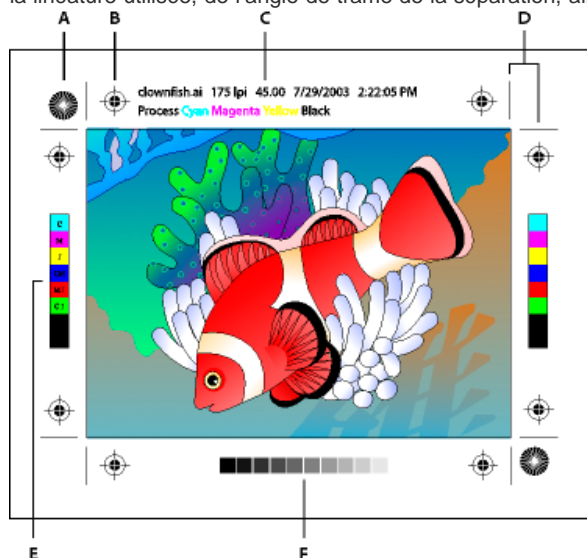 la linéature utilisée, de l'angle de trame de la séparation, ai
A B C D
clownfish.ai 175 lpi 45.00 7/29/2003 2:22:05 PM
Process Cyan Magenta Yellow Black
C
M
Y
E F